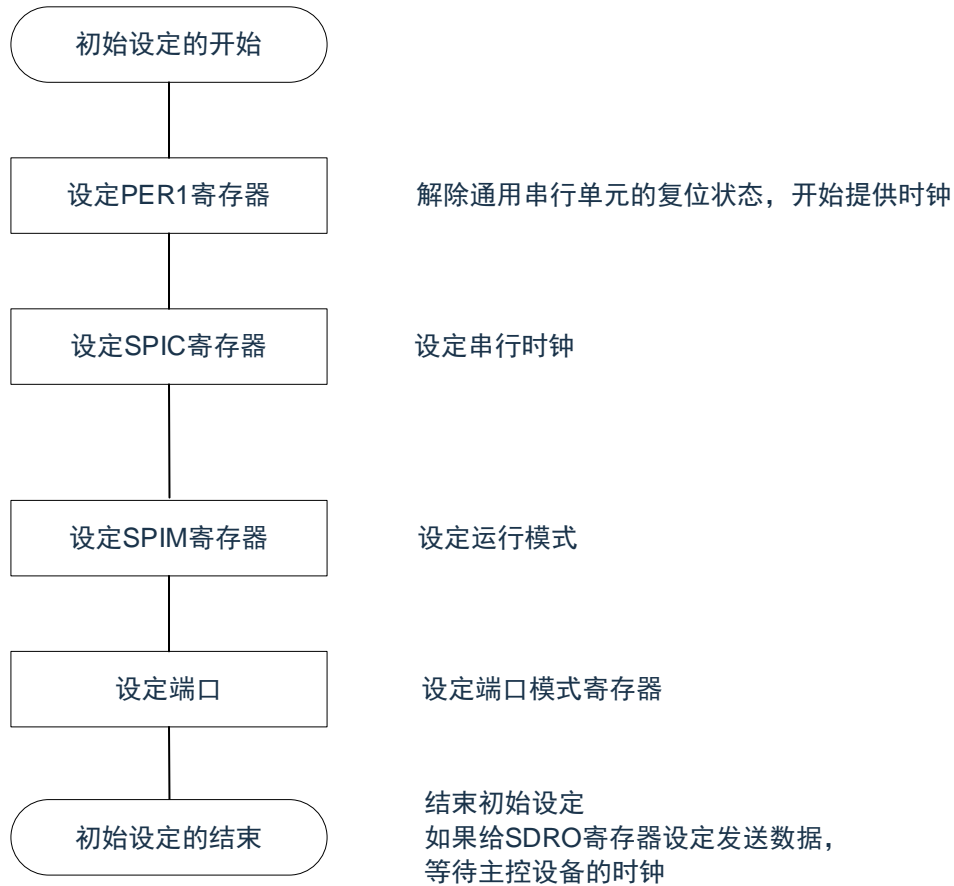 初始设定的开始
设定PER1寄存器
解除通用串行单元的复位状态，开始提供时钟
设定SPIC寄存器
设定串行时钟
设定SPIM寄存器
设定运行模式
设定端口
设定端口模式寄存器
初始设定的结束
结束初始设定
如果给SDRO寄存器设定发送数据，
等待主控设备的时钟